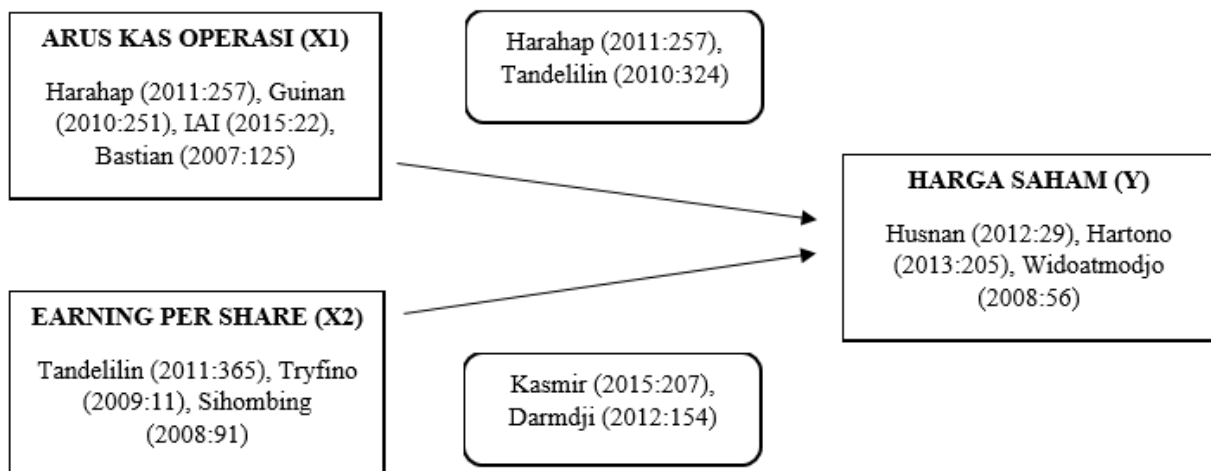 ARUS KAS OPERASI (X1)
Harahap (2011:257), Guinan
(2010:251), IAI (2015:22),
Bastian (2007:125)
Harahap (2011:257),
Tandelilin (2010:324)
HARGA SAHAM (Y)
Husnan (2012:29), Hartono
(2013:205), Widoatmodjo
(2008:56)
EARNING PER SHARE (X2)
Tandelilin (2011:365), Tryfino
(2009:11), Sihombing
(2008:91)
Kasmir (2015:207),
Darmdji (2012:154)